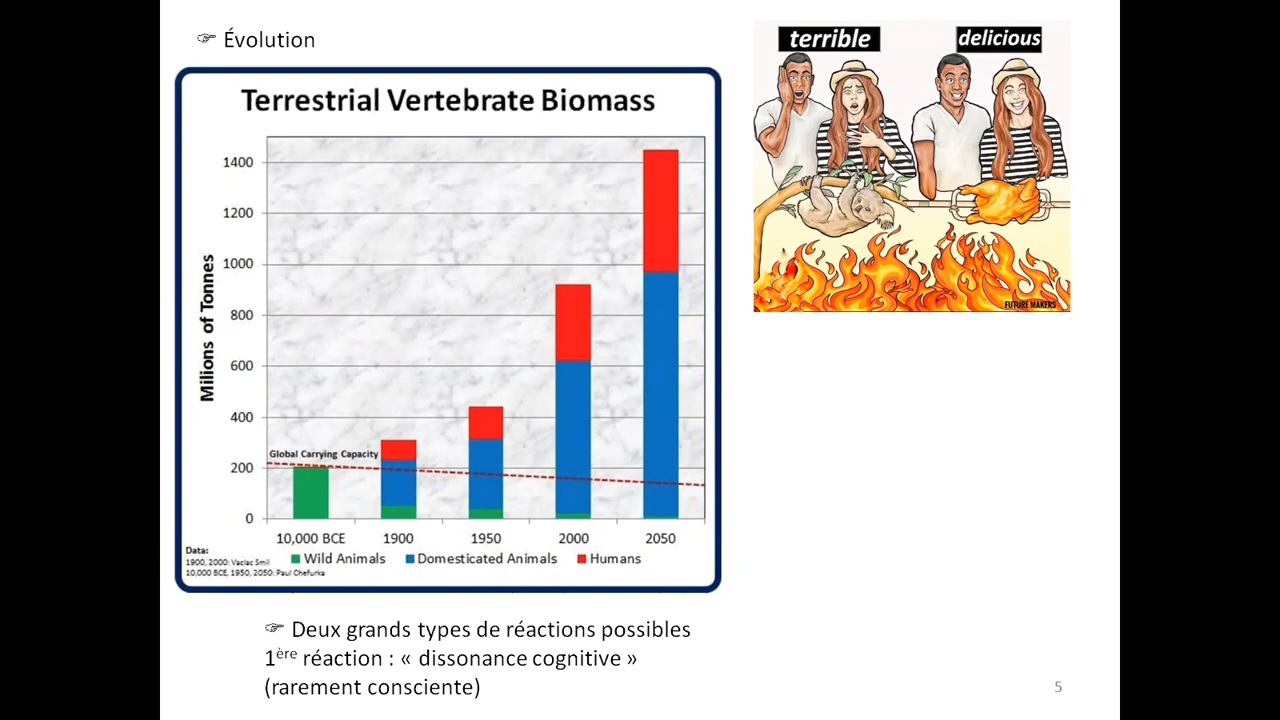 ☞ Évolution
Terrestrial Vertebrate Biomass
Milions of Tonnes
1400
1200
1000
800
600
400
200
0
Global Carrying Capacity
10,000 BCE 1900 1950 2000 2050
Wild Animals Domesticated Animals Humans
Data:
1900, 2000: Vaclac Smil
10,000 BCE, 1950, 2050: Paul Chefurka
terrible delicious
FUTURE MAKERS
☞ Deux grands types de réactions possibles
1ère réaction : « dissonance cognitive »
(rarement consciente)
5